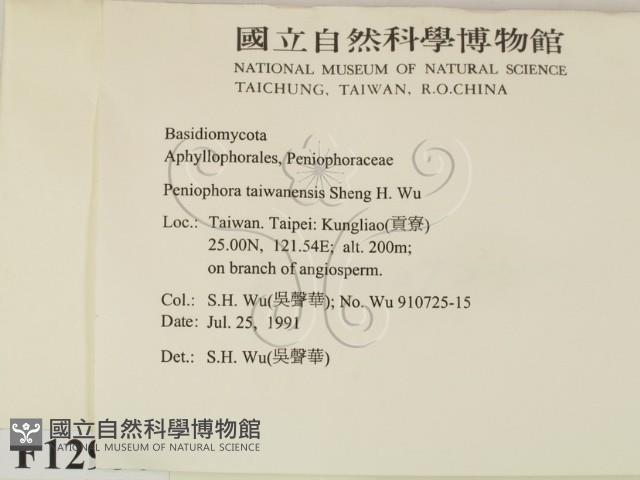 國立自然科學博物館
NATIONAL MUSEUM OF NATURAL SCIENCE
TAICHUNG, TAIWAN, R.O.CHINA
Basidiomycota
Aphyllophorales, Peniophoraceae
Peniophora taiwanensis Sheng H. Wu
Loc.: Taiwan. Taipei: Kungliao(貢寮)
25.00N, 121.54E; alt. 200m;
on branch of angiosperm.
Col.: S.H. Wu(吳聲華); No. Wu 910725-15
Date: Jul. 25, 1991
Det.: S.H. Wu(吳聲華)
國立自然科學博物館
NATIONAL MUSEUM OF NATURAL SCIENCE